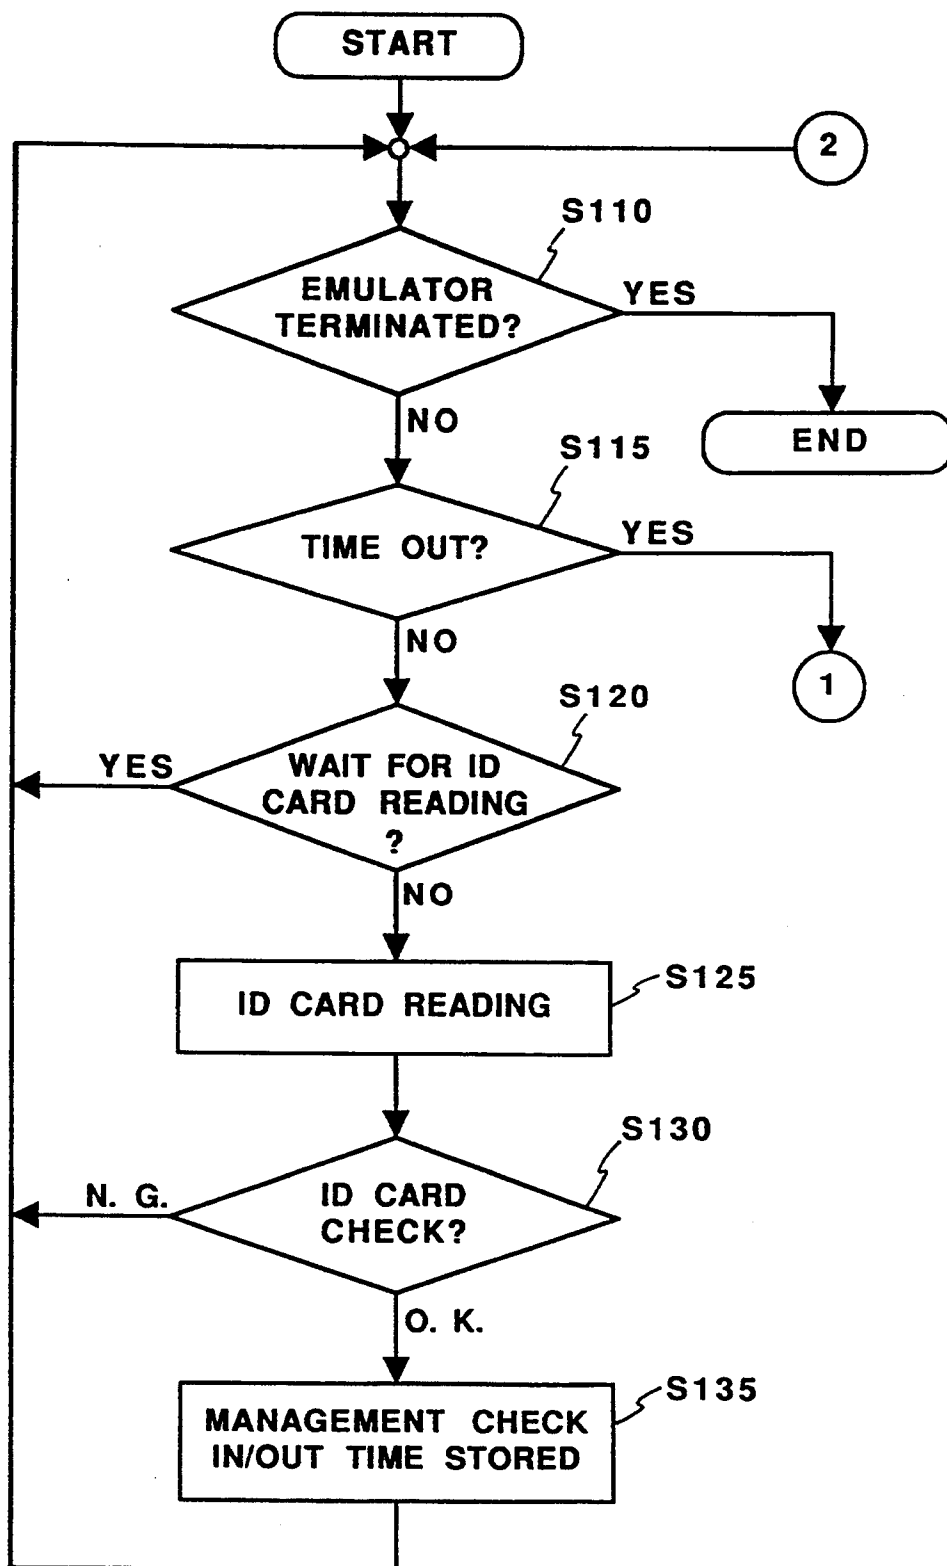 START
2
S110
EMULATOR
TERMINATED?
YES
NO
END
S115
TIME OUT?
YES
NO
1
S120
YES
WAIT FOR ID
CARD READING
?
NO
S125
ID CARD READING
S130
N. G.
ID CARD
CHECK?
O. K.
S135
MANAGEMENT CHECK
IN/OUT TIME STORED